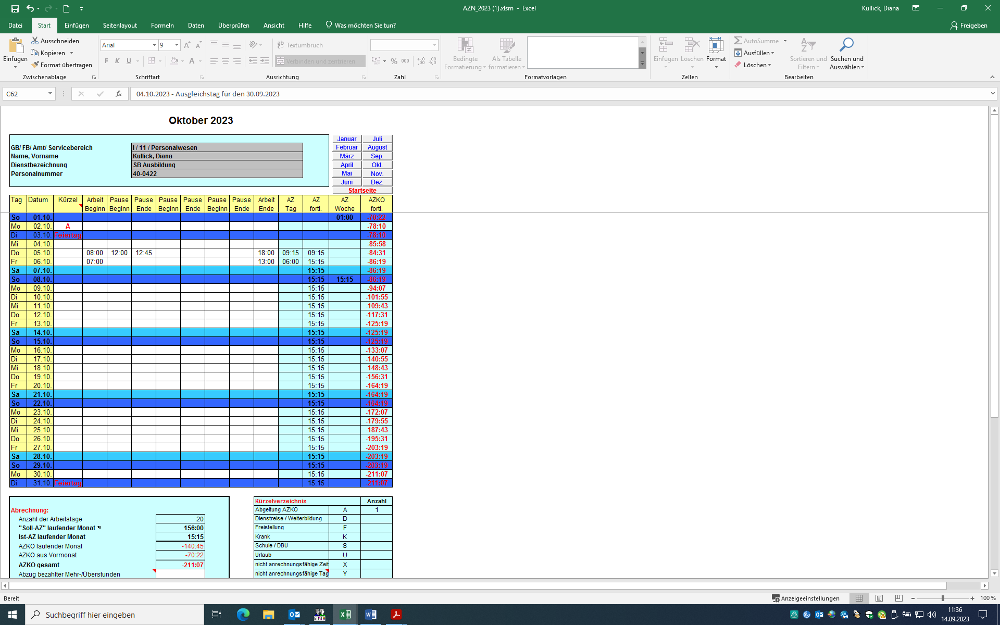 AZN_2023 (1).xlsm - Excel
Kullick, Diana
Datei Start Einfügen Seitenlayout Formeln Daten Überprüfen Ansicht Hilfe Was möchten Sie tun? Freigeben
Einfügen
Ausschneiden
Kopieren
Format übertragen
Zwischenablage
Arial 9
F K U
Schriftart
Textumbruch
Verbinden und zentrieren
Ausrichtung
% 000
Zahl
Bedingte Formatierung
Als Tabelle formatieren
Formatvorlagen
Einfügen Löschen Format
Zellen
AutoSumme
Ausfüllen
Löschen
Sortieren und Filtern
Suchen und Auswählen
Bearbeiten
C62 fx 04.10.2023 - Ausgleichstag für den 30.09.2023
Oktober 2023
GB/ FB/ Amt/ Servicebereich I / 11 / Personalwesen
Name, Vorname Kullick, Diana
Dienstbezeichnung SB Ausbildung
Personalnummer 40-0422
Januar Juli
Februar August
März Sep.
April Okt.
Mai Nov.
Juni Dez.
Startseite
Tag Datum Kürzel Arbeit Beginn Pause Beginn Pause Ende Pause Beginn Pause Ende Pause Beginn Pause Ende Arbeit Ende AZ Tag AZ fortl. AZ Woche AZKO fortl.
So 01.10. 01:00 -70:22
Mo 02.10. A -78:10
Di 03.10. Feiertag -78:10
Mi 04.10. -85:58
Do 05.10. 08:00 12:00 12:45 18:00 09:15 09:15 -84:31
Fr 06.10. 07:00 13:00 06:00 15:15 -86:19
Sa 07.10. 15:15 -86:19
So 08.10. 15:15 15:15 -86:19
Mo 09.10. 15:15 -94:07
Di 10.10. 15:15 -101:55
Mi 11.10. 15:15 -109:43
Do 12.10. 15:15 -117:31
Fr 13.10. 15:15 -125:19
Sa 14.10. 15:15 -125:19
So 15.10. 15:15 -125:19
Mo 16.10. 15:15 -133:07
Di 17.10. 15:15 -140:55
Mi 18.10. 15:15 -148:43
Do 19.10. 15:15 -156:31
Fr 20.10. 15:15 -164:19
Sa 21.10. 15:15 -164:19
So 22.10. 15:15 -164:19
Mo 23.10. 15:15 -172:07
Di 24.10. 15:15 -179:55
Mi 25.10. 15:15 -187:43
Do 26.10. 15:15 -195:31
Fr 27.10. 15:15 -203:19
Sa 28.10. 15:15 -203:19
So 29.10. 15:15 -203:19
Mo 30.10. 15:15 -211:07
Di 31.10. Feiertag 15:15 -211:07
Abrechnung:
Anzahl der Arbeitstage 20
"Soll-AZ" laufender Monat 156:00
Ist-AZ laufender Monat 15:15
AZKO laufender Monat -140:45
AZKO aus Vormonat -70:22
AZKO gesamt -211:07
Abzug bezahlter Mehr-/Überstunden
Kürzelverzeichnis Anzahl
Abgeltung AZKO A 1
Dienstreise / Weiterbildung D
Freistellung F
Krank K
Schule / DBU S
Urlaub U
nicht anrechnungsfähige Zeit X
nicht anrechnungsfähige Tag Y
Bereit Anzeigeeinstellungen 100 %
Suchbegriff hier eingeben
11:36
14.09.2023